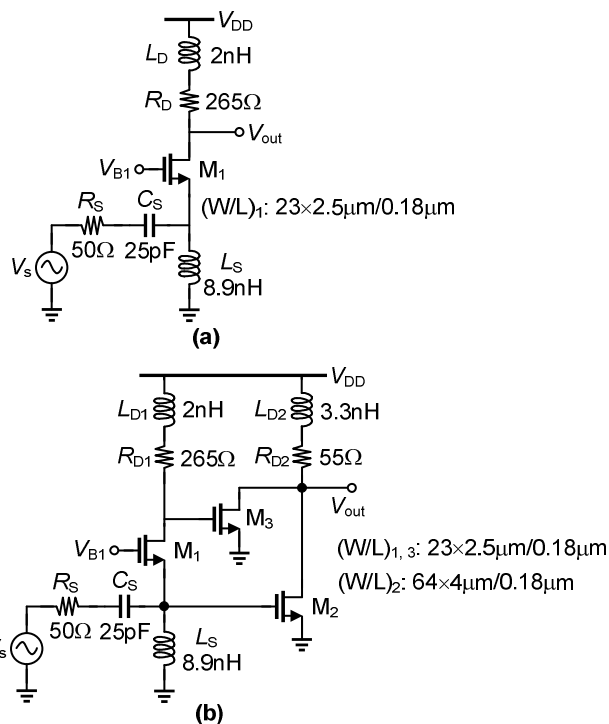 V_DD
L_D 2nH
R_D 265Ω
V_out
V_B1 M_1
R_S C_S (W/L)_1: 23×2.5μm/0.18μm
50Ω 25pF
V_s L_S
8.9nH
(a)
V_DD
L_D1 2nH L_D2 3.3nH
R_D1 265Ω R_D2 55Ω
V_out
M_3
V_B1 M_1 (W/L)_1, 3: 23×2.5μm/0.18μm
R_S C_S (W/L)_2: 64×4μm/0.18μm
50Ω 25pF M_2
s L_S
8.9nH
(b)